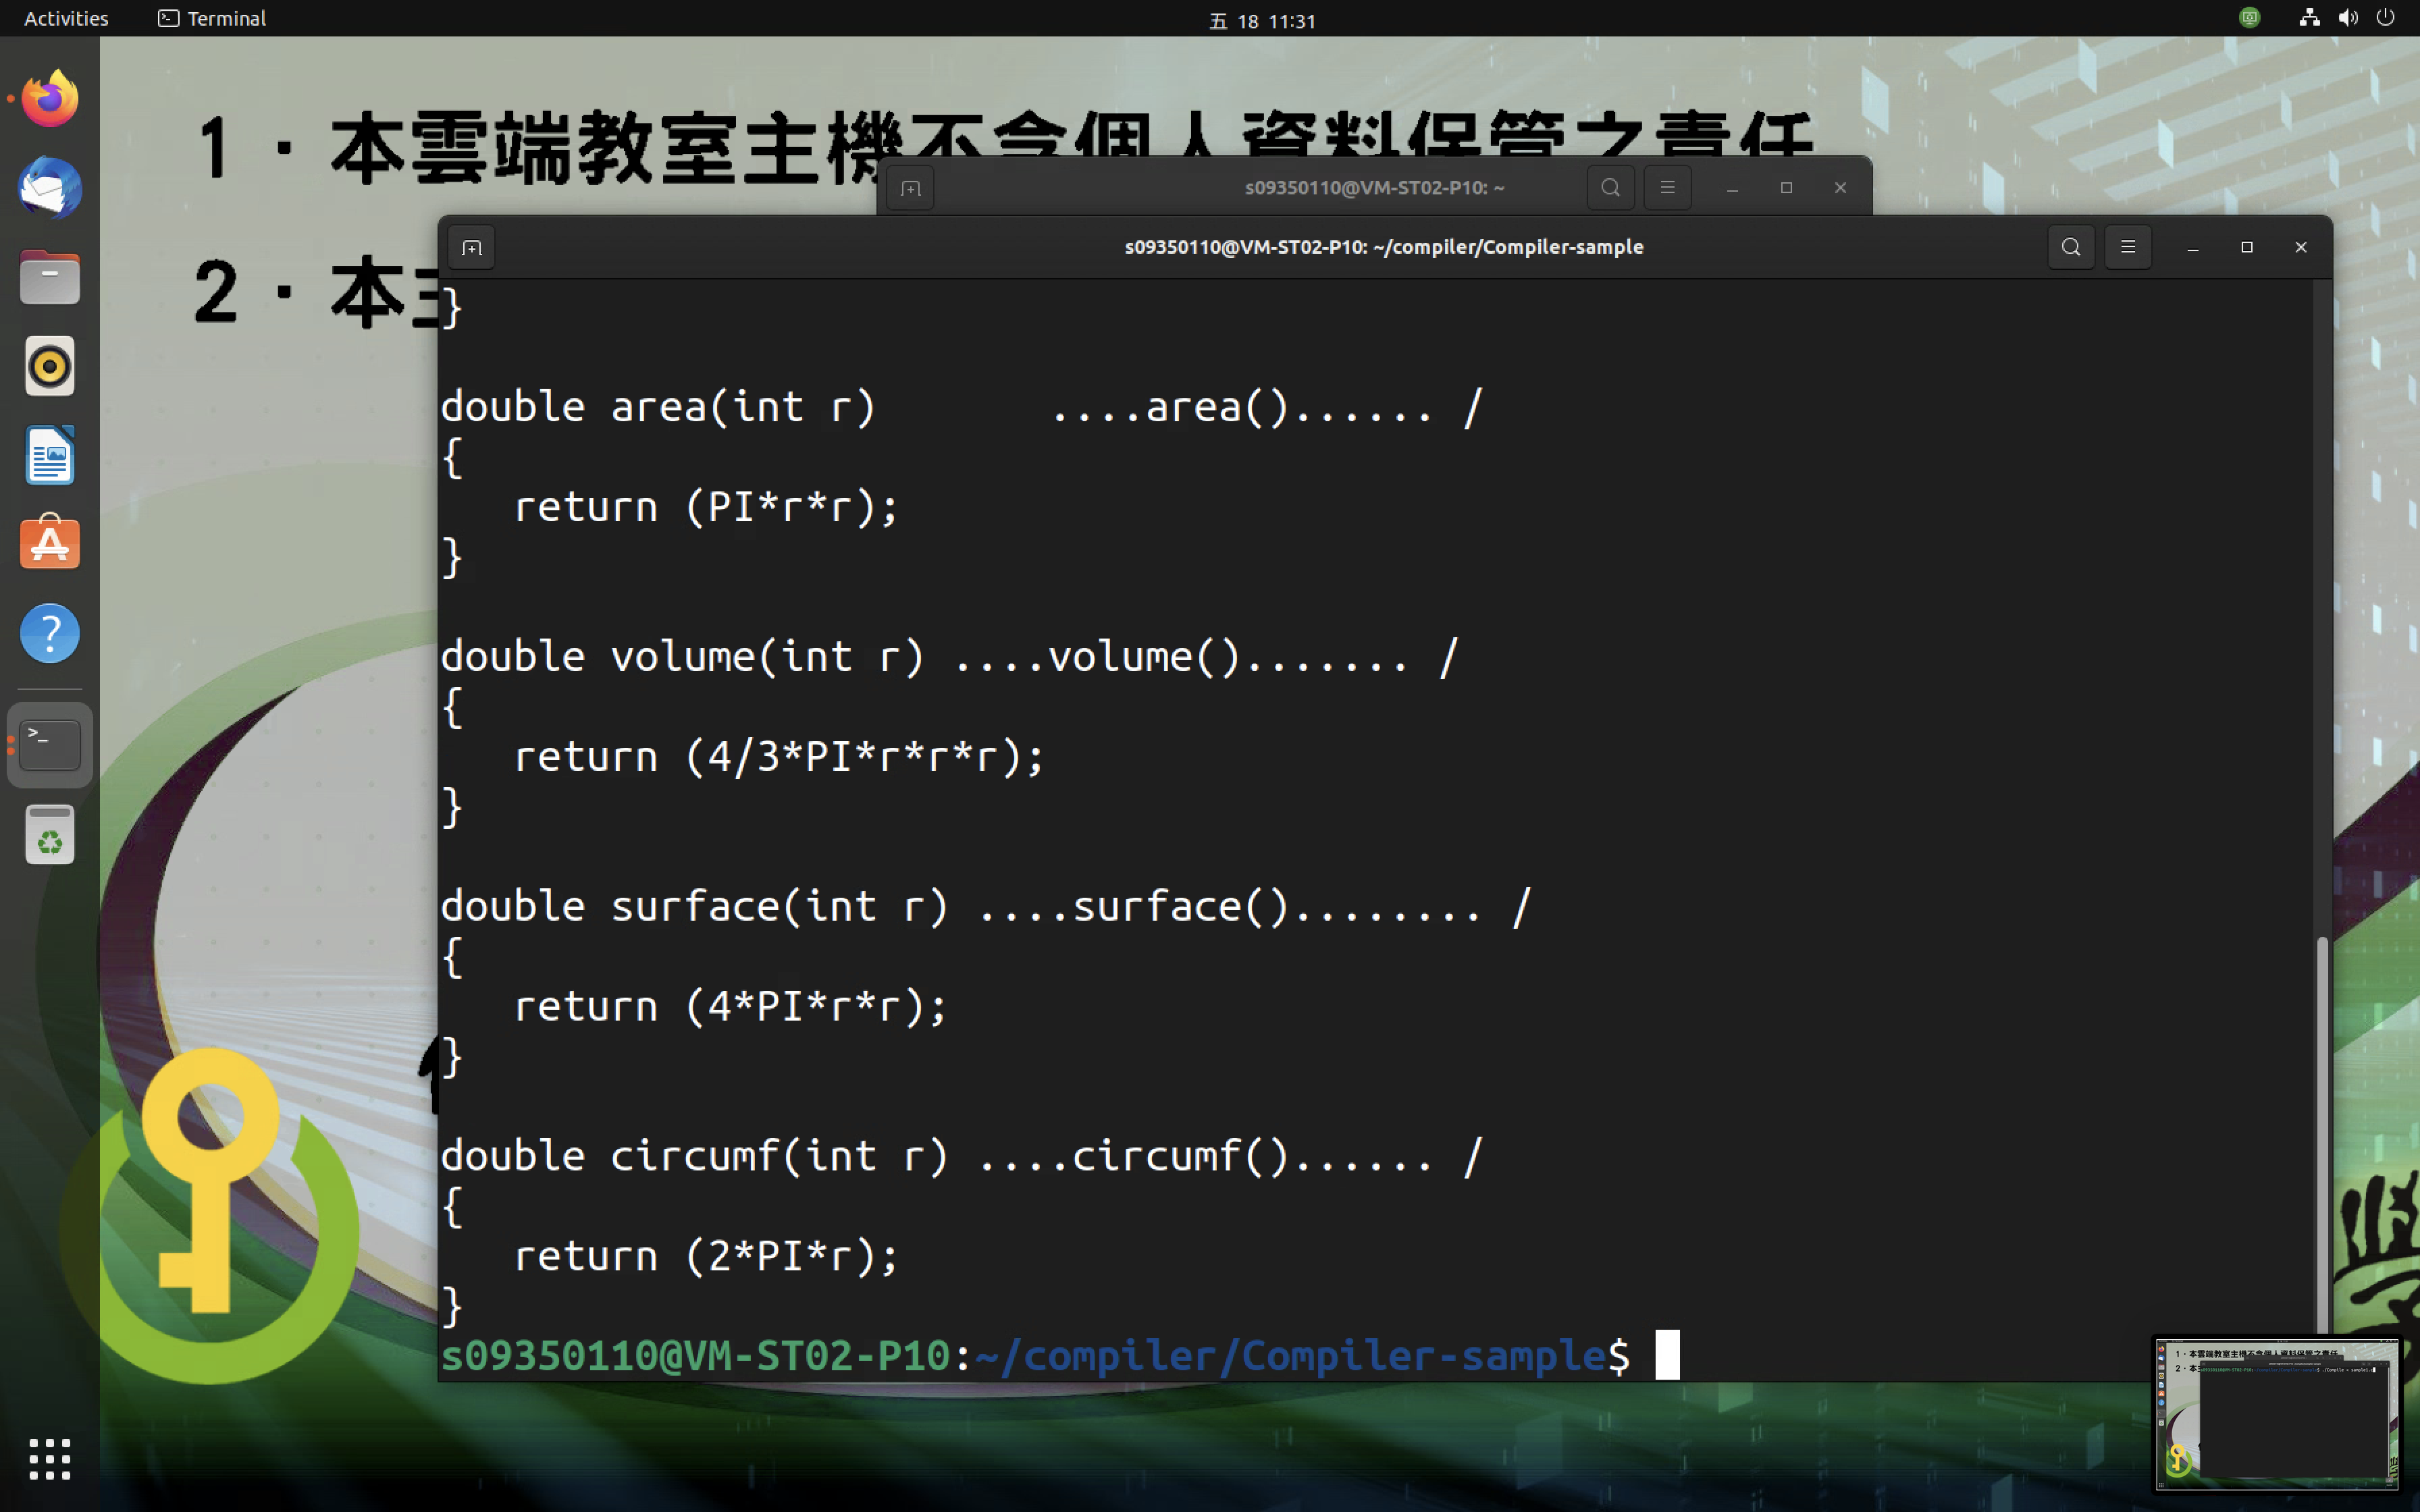 Activities
Terminal
五 18 11:31
1．本雲端教室主機不含個人資料保管之責任
2．本主
s09350110@VM-ST02-P10: ~
s09350110@VM-ST02-P10: ~/compiler/Compiler-sample
}
double area(int r)       ....area()...... /
{
   return (PI*r*r);
}
double volume(int r) ....volume()....... /
{
   return (4/3*PI*r*r*r);
}
double surface(int r) ....surface()........ /
{
   return (4*PI*r*r);
}
double circumf(int r) ....circumf()...... /
{
   return (2*PI*r);
}
s09350110@VM-ST02-P10:~/compiler/Compiler-sample$